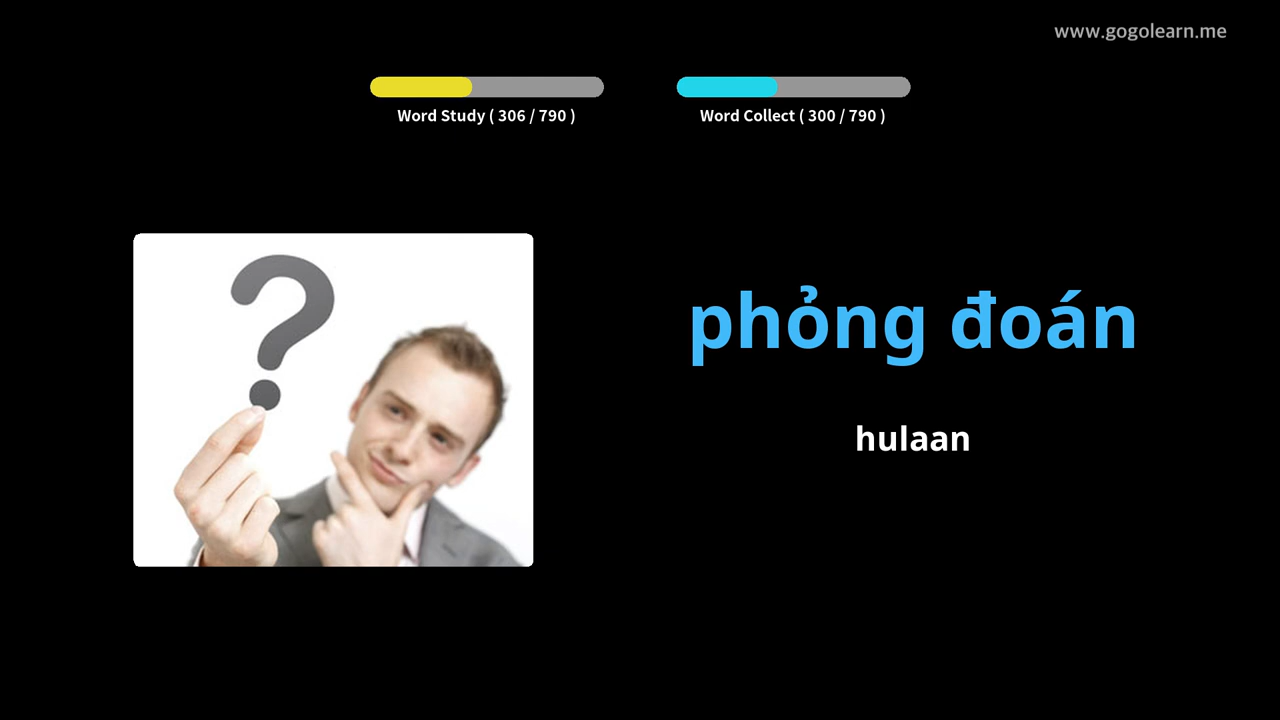 www.gogolearn.me
Word Study ( 306 / 790 )
Word Collect ( 300 / 790 )
?
phỏng đoán
hulaan